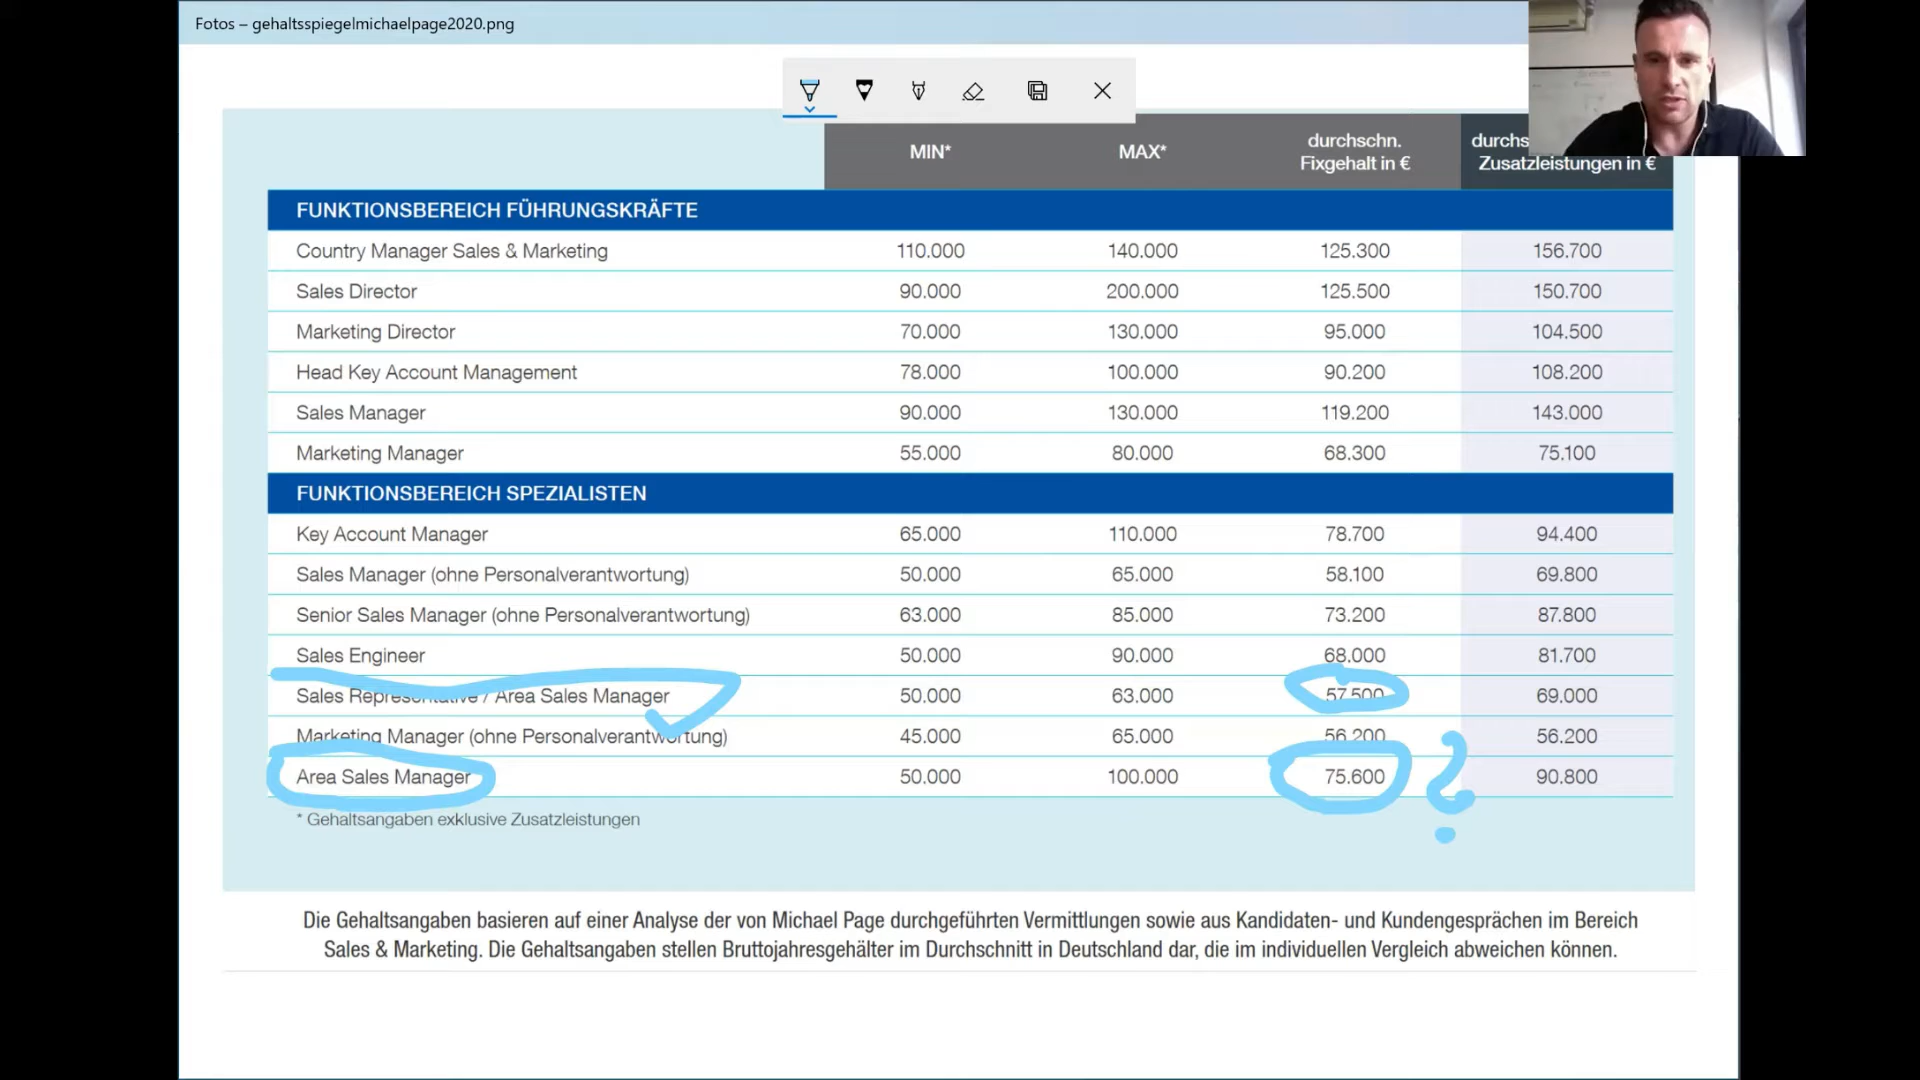 Fotos – gehaltsspiegelmichaelpage2020.png
MIN* MAX* durchschn. Fixgehalt in € Zusatzleistungen in €
FUNKTIONSBEREICH FÜHRUNGSKRÄFTE
Country Manager Sales & Marketing 110.000 140.000 125.300 156.700
Sales Director 90.000 200.000 125.500 150.700
Marketing Director 70.000 130.000 95.000 104.500
Head Key Account Management 78.000 100.000 90.200 108.200
Sales Manager 90.000 130.000 119.200 143.000
Marketing Manager 55.000 80.000 68.300 75.100
FUNKTIONSBEREICH SPEZIALISTEN
Key Account Manager 65.000 110.000 78.700 94.400
Sales Manager (ohne Personalverantwortung) 50.000 65.000 58.100 69.800
Senior Sales Manager (ohne Personalverantwortung) 63.000 85.000 73.200 87.800
Sales Engineer 50.000 90.000 68.000 81.700
Sales Representative / Area Sales Manager 50.000 63.000 57.500 69.000
Marketing Manager (ohne Personalverantwortung) 45.000 65.000 56.200 56.200
Area Sales Manager 50.000 100.000 75.600 ? 90.800
* Gehaltsangaben exklusive Zusatzleistungen
Die Gehaltsangaben basieren auf einer Analyse der von Michael Page durchgeführten Vermittlungen sowie aus Kandidaten- und Kundengesprächen im Bereich
Sales & Marketing. Die Gehaltsangaben stellen Bruttojahresgehälter im Durchschnitt in Deutschland dar, die im individuellen Vergleich abweichen können.